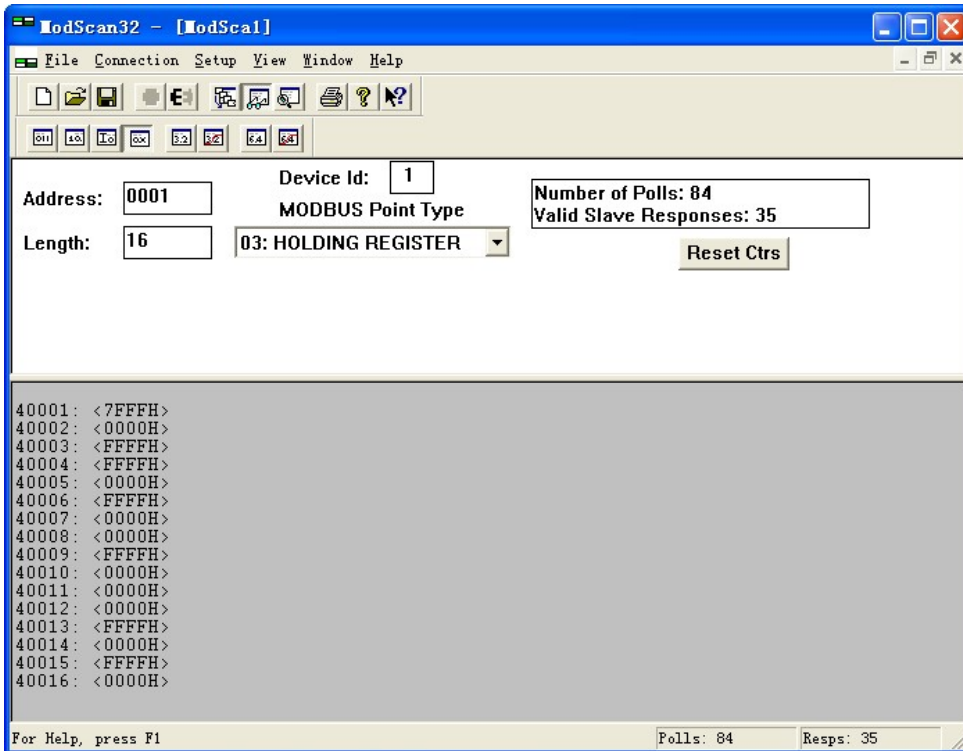 ModScan32 - [ModSca1]
File Connection Setup View Window Help
Address: 0001
Device Id: 1
MODBUS Point Type
Length: 16
03: HOLDING REGISTER
Number of Polls: 84
Valid Slave Responses: 35
Reset Ctrs
40001: <7FFFH>
40002: <0000H>
40003: <FFFFH>
40004: <FFFFH>
40005: <0000H>
40006: <FFFFH>
40007: <0000H>
40008: <0000H>
40009: <FFFFH>
40010: <0000H>
40011: <0000H>
40012: <0000H>
40013: <FFFFH>
40014: <0000H>
40015: <FFFFH>
40016: <0000H>
For Help, press F1
Polls: 84
Resps: 35